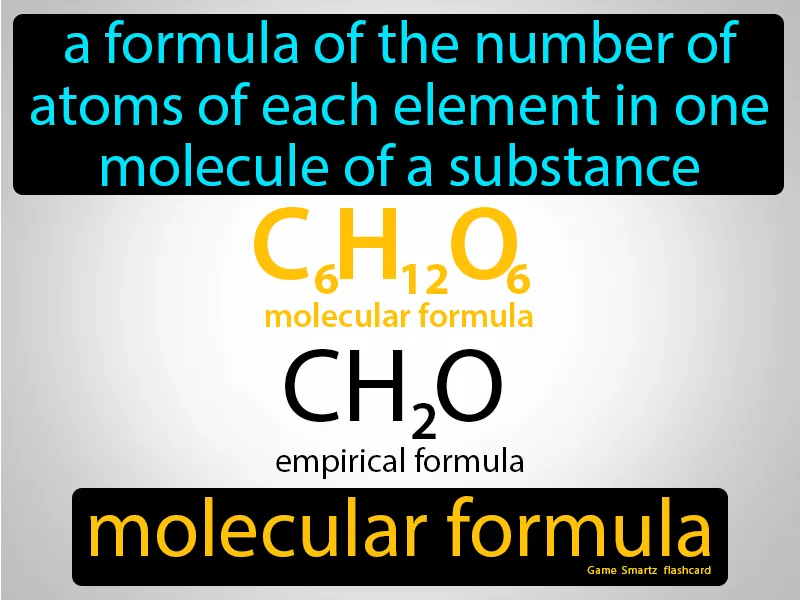 a formula of the number of
atoms of each element in one
molecule of a substance
C₆H₁₂O₆
molecular formula
CH₂O
empirical formula
molecular formula
Game Smartz flashcard